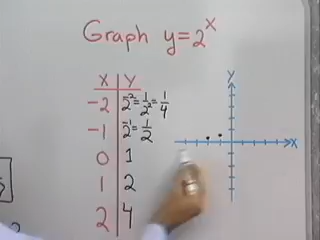 Graph y=2^x
X Y
-2 2^-2=1/2^2=1/4
-1 2^-1=1/2
0 1
1 2
2 4
Y
X